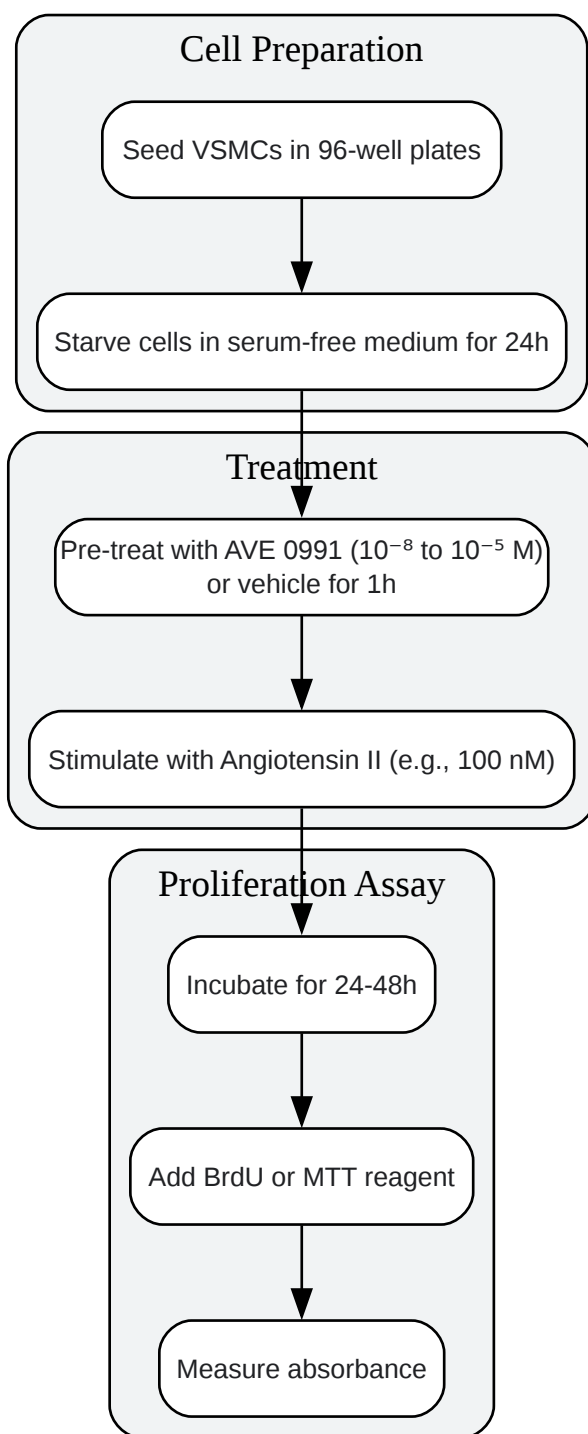 Cell Preparation
Seed VSMCs in 96-well plates
Starve cells in serum-free medium for 24h
Treatment
Pre-treat with AVE 0991 (10⁻⁸ to 10⁻⁵ M)
or vehicle for 1h
Stimulate with Angiotensin II (e.g., 100 nM)
Proliferation Assay
Incubate for 24-48h
Add BrdU or MTT reagent
Measure absorbance